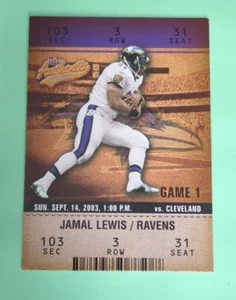 103 3 31
SEC ROW SEAT
GAME 1
SUN. SEPT. 14, 2003, 1:00 P.M. vs. CLEVELAND
JAMAL LEWIS / RAVENS
103 3 31
SEC ROW SEAT